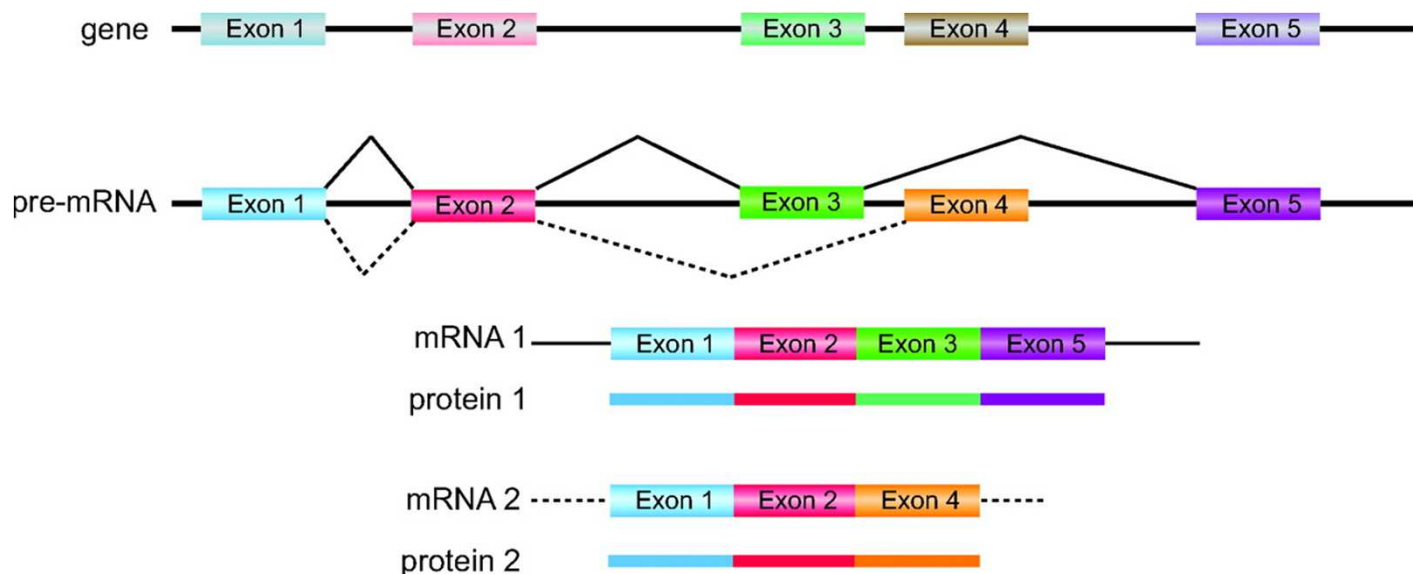 gene Exon 1 Exon 2 Exon 3 Exon 4 Exon 5
pre-mRNA Exon 1 Exon 2 Exon 3 Exon 4 Exon 5
mRNA 1 Exon 1 Exon 2 Exon 3 Exon 5
protein 1
mRNA 2 Exon 1 Exon 2 Exon 4
protein 2